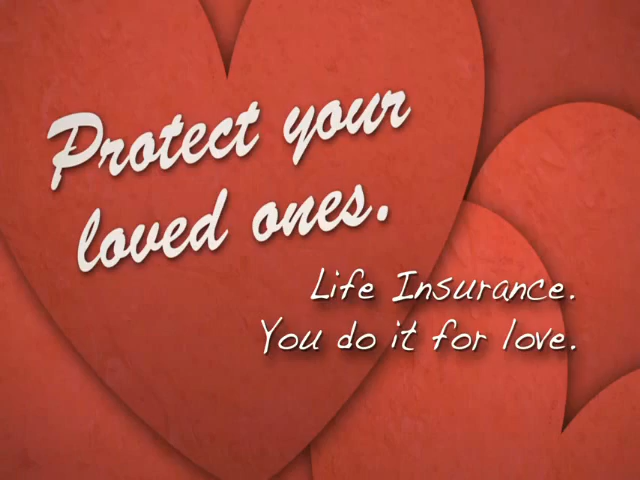 Protect your
loved ones.
Life Insurance.
You do it for love.